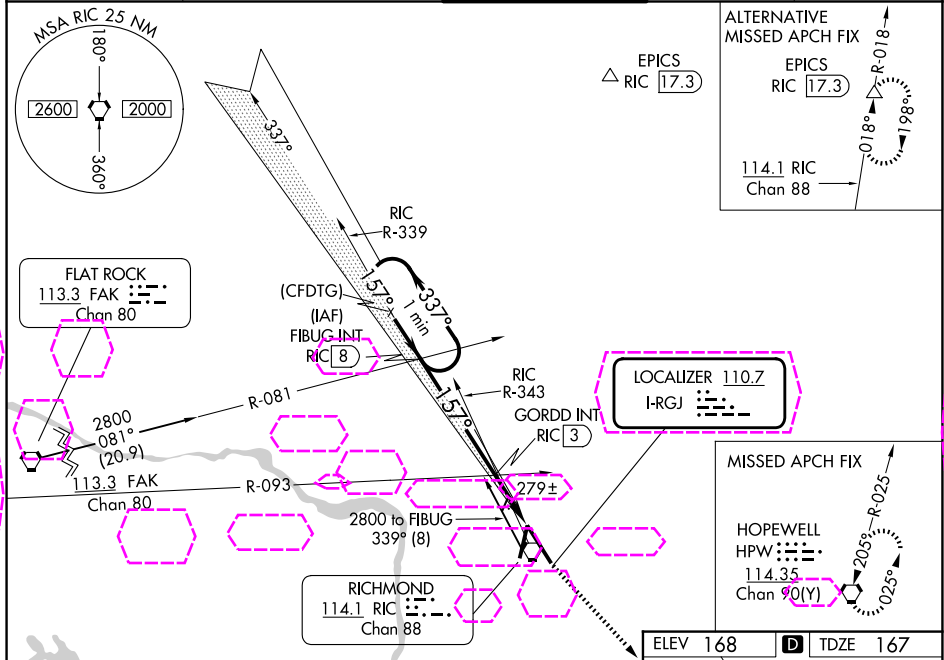 MSA RIC 25 NM
180°
2600
2000
360°
EPICS
RIC 17.3
ALTERNATIVE
MISSED APCH FIX
EPICS
RIC 17.3
R-018
018°
198°
114.1 RIC
Chan 88
337°
RIC
R-339
FLAT ROCK
113.3 FAK
Chan 80
(CFDTG)
(IAF)
FIBUG INT
RIC 8
157°
337°
1 min
RIC
R-343
GORDD INT
RIC 3
157°
LOCALIZER 110.7
I-RGJ
2800
081°
(20.9)
R-081
113.3 FAK
Chan 80
R-093
279±
2800 to FIBUG
339° (8)
RICHMOND
114.1 RIC
Chan 88
MISSED APCH FIX
HOPEWELL
HPW
114.35
Chan 90(Y)
R-025
205°
025°
ELEV 168
D
TDZE 167